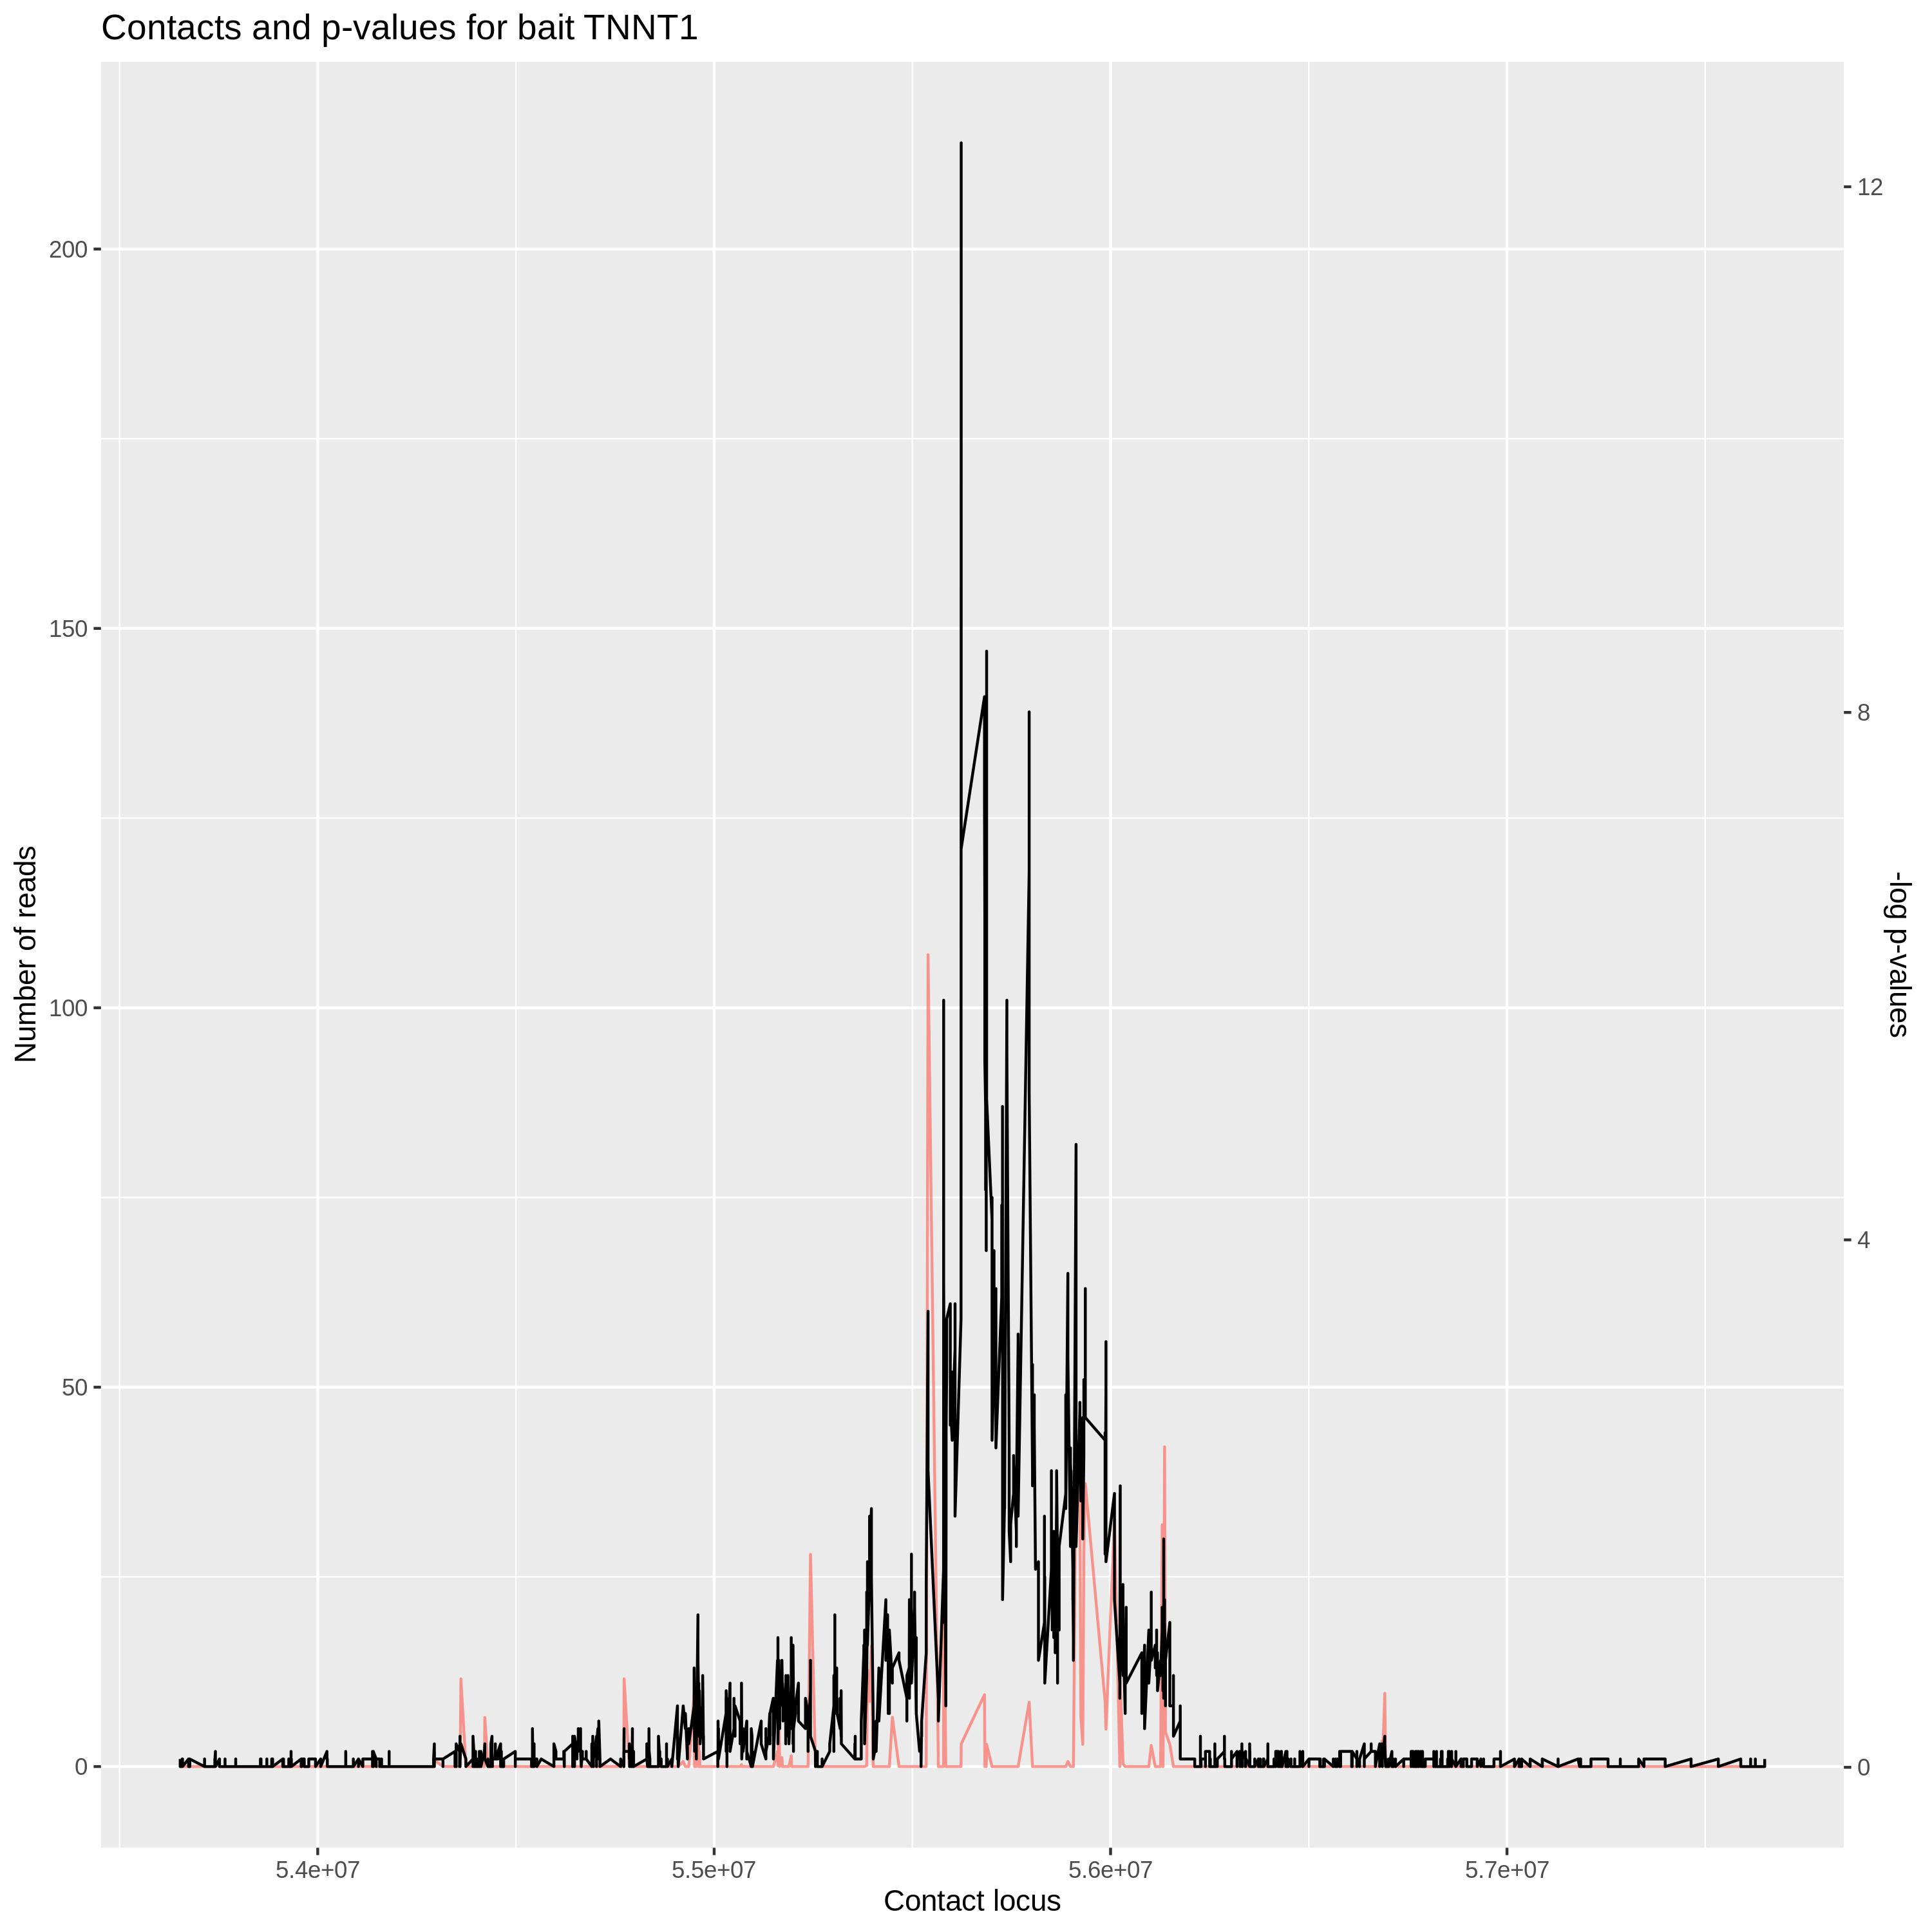 Contacts and p-values for bait TNNT1
200
150
100
50
0
Number of reads
12
8
4
0
-log p-values
5.4e+07 5.5e+07 5.6e+07 5.7e+07
Contact locus